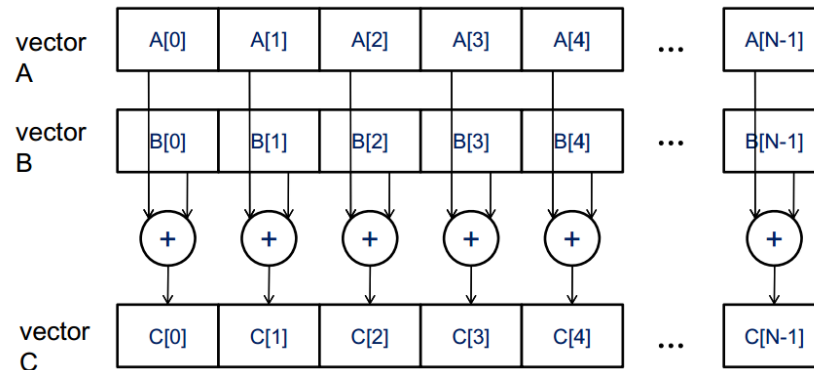 vector A
A[0] A[1] A[2] A[3] A[4] ... A[N-1]
vector B
B[0] B[1] B[2] B[3] B[4] ... B[N-1]
+ + + + + +
vector C
C[0] C[1] C[2] C[3] C[4] ... C[N-1]